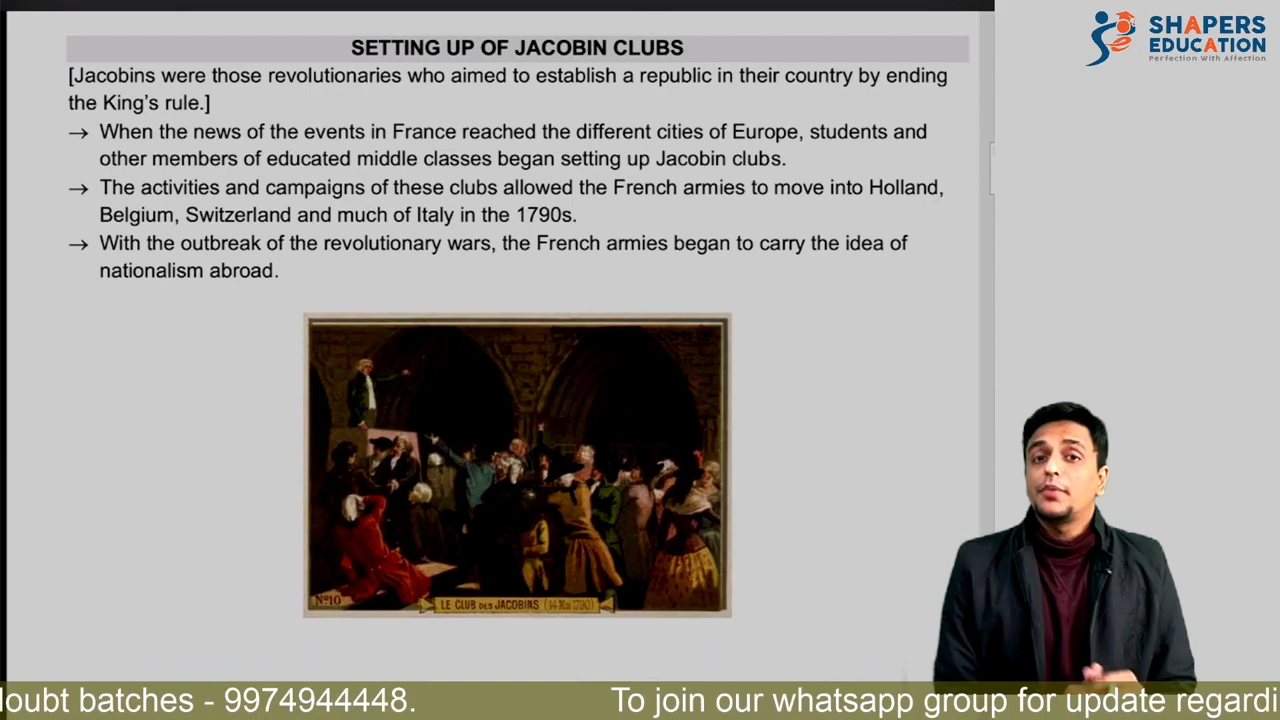 SHAPERS
EDUCATION
Perfection With Affection
SETTING UP OF JACOBIN CLUBS
[Jacobins were those revolutionaries who aimed to establish a republic in their country by ending
the King's rule.]
→ When the news of the events in France reached the different cities of Europe, students and
other members of educated middle classes began setting up Jacobin clubs.
→ The activities and campaigns of these clubs allowed the French armies to move into Holland,
Belgium, Switzerland and much of Italy in the 1790s.
→ With the outbreak of the revolutionary wars, the French armies began to carry the idea of
nationalism abroad.
Nº10
LE CLUB DES JACOBINS (14 Mai 1790)
doubt batches - 9974944448. To join our whatsapp group for update regardi